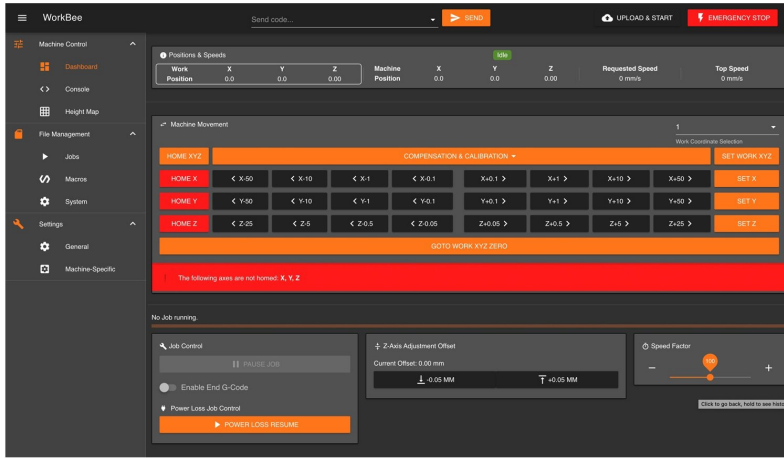 WorkBee
Send code...
SEND
UPLOAD & START
EMERGENCY STOP
Machine Control
Dashboard
Console
Height Map
File Management
Jobs
Macros
System
Settings
General
Machine-Specific
Positions & Speeds
Idle
Work X Y Z Machine X Y Z Requested Speed Top Speed
Position 0.0 0.0 0.00 Position 0.0 0.0 0.00 0 mm/s 0 mm/s
Machine Movement
1
Work Coordinate Selection
HOME XYZ COMPENSATION & CALIBRATION SET WORK XYZ
HOME X X-50 X-10 X-1 X-0.1 X+0.1 X+1 X+10 X+50 SET X
HOME Y Y-50 Y-10 Y-1 Y-0.1 Y+0.1 Y+1 Y+10 Y+50 SET Y
HOME Z Z-25 Z-5 Z-0.5 Z-0.05 Z+0.05 Z+0.5 Z+5 Z+25 SET Z
GOTO WORK XYZ ZERO
! The following axes are not homed: X, Y, Z
No Job running.
Job Control
PAUSE JOB
Enable End G-Code
Power Loss Job Control
POWER LOSS RESUME
Z-Axis Adjustment Offset
Current Offset: 0.00 mm
-0.05 MM +0.05 MM
Speed Factor
100
− +
Click to go back, hold to see histo